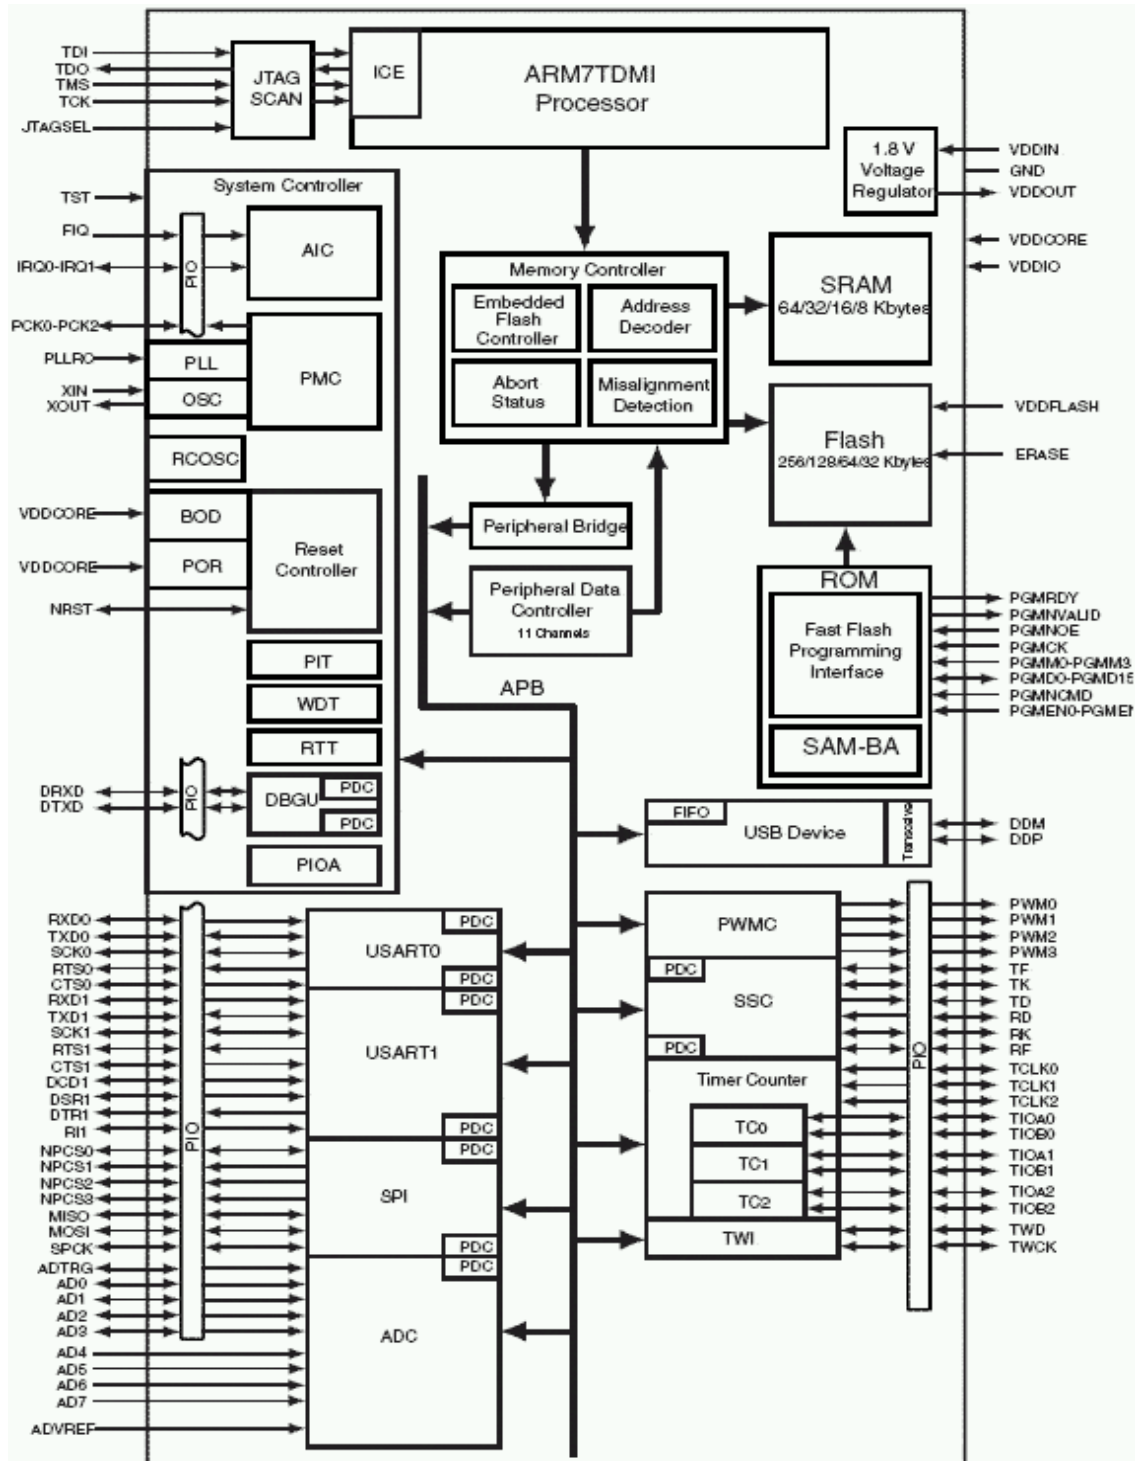 TDI
TDO
TMS
TCK
JTAGSEL
JTAG
SCAN
ICE
ARM7TDMI
Processor
1.8 V
Voltage
Regulator
VDDIN
GND
VDDOUT
VDDCORE
VDDIO
System Controller
TST
FIQ
IRQ0-IRQ1
PIO
AIC
PCK0-PCK2
PLLRC
PLL
PMC
XIN
XOUT
OSC
RCOSC
VDDCORE
BOD
VDDCORE
POR
Reset
Controller
NRST
PIT
WDT
RTT
DRXD
DTXD
PIO
DBGU
PDC
PDC
PIOA
Memory Controller
Embedded
Flash
Controller
Address
Decoder
Abort
Status
Misalignment
Detection
SRAM
64/32/16/8 Kbytes
Flash
256/128/64/32 Kbytes
VDDFLASH
ERASE
Peripheral Bridge
Peripheral Data
Controller
11 Channels
APB
ROM
Fast Flash
Programming
Interface
SAM-BA
PGMRDY
PGMNVALID
PGMNOE
PGMCK
PGMM0-PGMM3
PGMD0-PGMD15
PGMNCMD
PGMEN0-PGMEN
FIFO
USB Device
Transceive
DDM
DDP
RXD0
TXD0
SCK0
RTS0
CTS0
RXD1
TXD1
SCK1
RTS1
CTS1
DCD1
DSR1
DTR1
RI1
NPCS0
NPCS1
NPCS2
NPCS3
MISO
MOSI
SPCK
ADTRG
AD0
AD1
AD2
AD3
AD4
AD5
AD6
AD7
ADVREF
PIO
PDC
USART0
PDC
PDC
USART1
PDC
PDC
SPI
PDC
PDC
ADC
PWMC
PDC
SSC
PDC
Timer Counter
TC0
TC1
TC2
TWI
PIO
PWM0
PWM1
PWM2
PWM3
TF
TK
TD
RD
RK
RF
TCLK0
TCLK1
TCLK2
TIOA0
TIOB0
TIOA1
TIOB1
TIOA2
TIOB2
TWD
TWCK